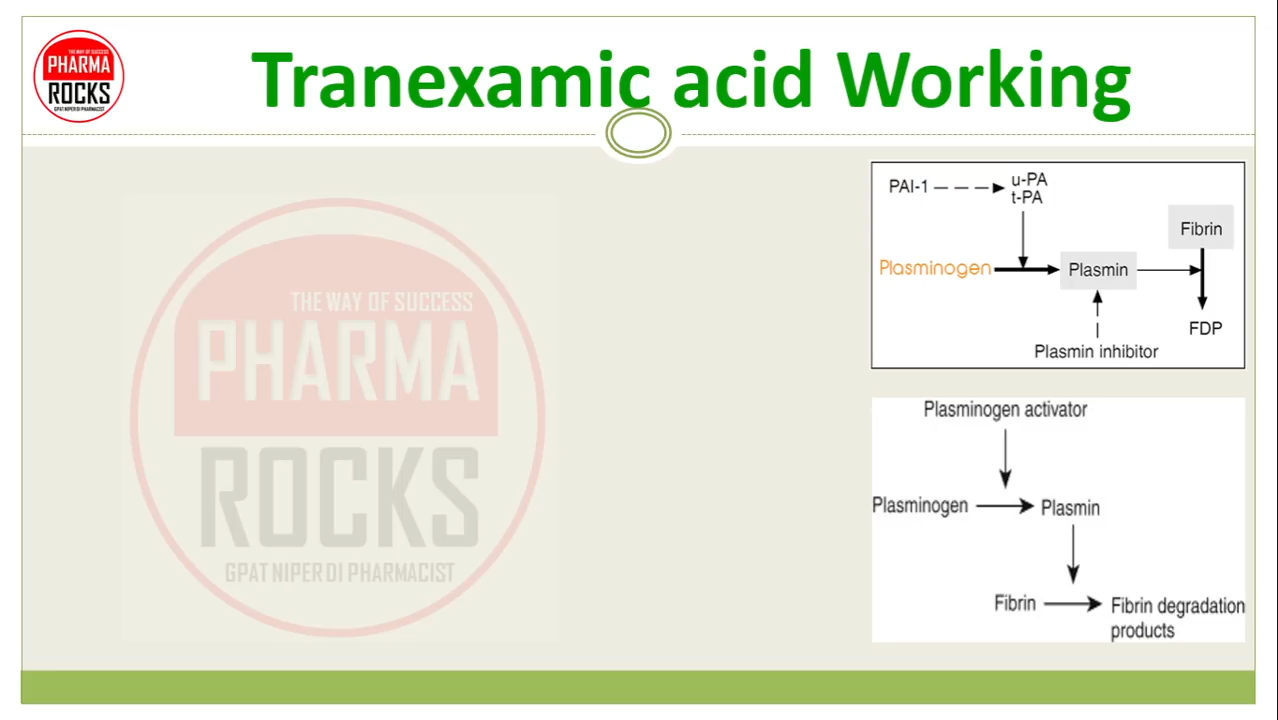 THE WAY OF SUCCESS
PHARMA
ROCKS
GPAT NIPER DI PHARMACIST
Tranexamic acid Working
THE WAY OF SUCCESS
PHARMA
ROCKS
GPAT NIPER DI PHARMACIST
PAI-1
u-PA
t-PA
Fibrin
Plasminogen
Plasmin
FDP
Plasmin inhibitor
Plasminogen activator
Plasminogen
Plasmin
Fibrin
Fibrin degradation
products